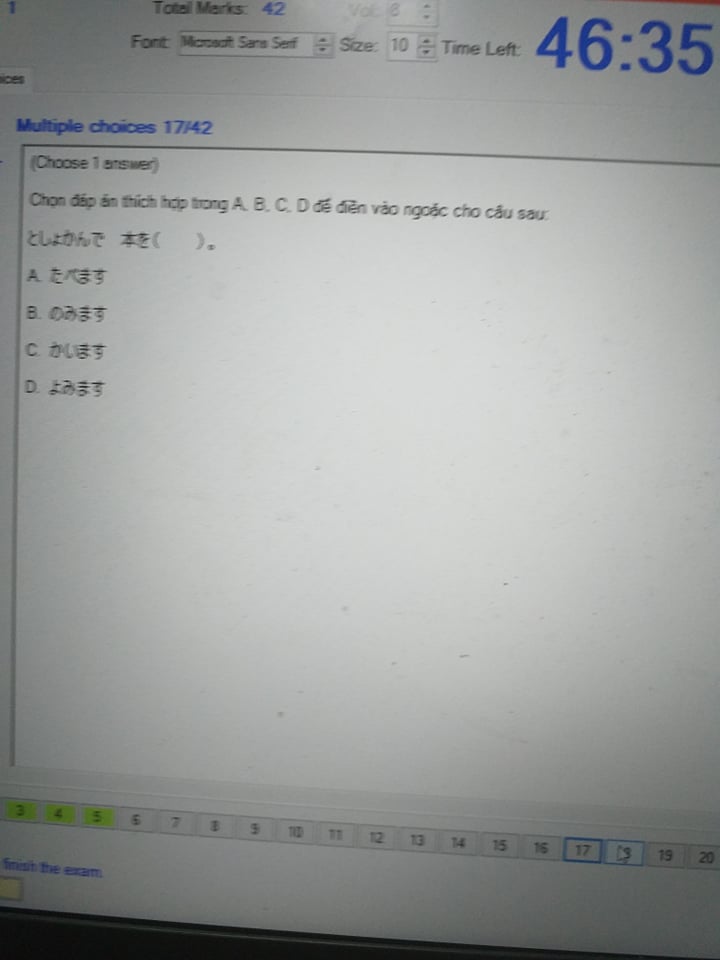 1 Total Marks: 42 Vol: 8
Font: Microsoft Sans Serif Size: 10 Time Left: 46:35
ices
Multiple choices 17/42
(Choose 1 answer)
Chọn đáp án thích hợp trong A, B, C, D để điền vào ngoặc cho câu sau:
としょかんで 本を( )。
A. たべます
B. のみます
C. かいます
D. よみます
3 4 5 6 7 8 9 10 11 12 13 14 15 16 17 19 20
finish the exam